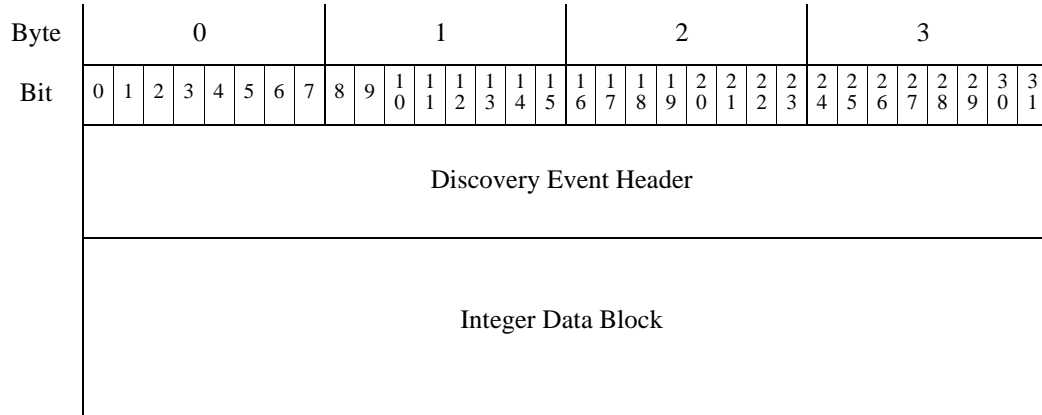 Byte 0 1 2 3
Bit 0 1 2 3 4 5 6 7 8 9 10 11 12 13 14 15 16 17 18 19 20 21 22 23 24 25 26 27 28 29 30 31
Discovery Event Header
Integer Data Block